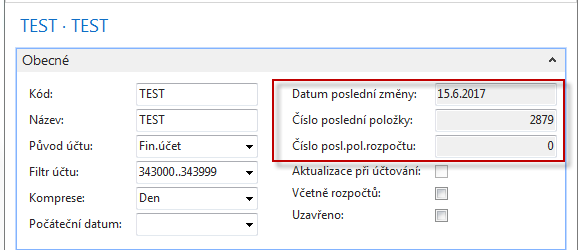 TEST · TEST
Obecné
Kód: TEST
Název: TEST
Původ účtu: Fin.účet
Filtr účtu: 343000..343999
Komprese: Den
Počáteční datum:
Datum poslední změny: 15.6.2017
Číslo poslední položky: 2879
Číslo posl.pol.rozpočtu: 0
Aktualizace při účtování:
Včetně rozpočtů:
Uzavřeno: